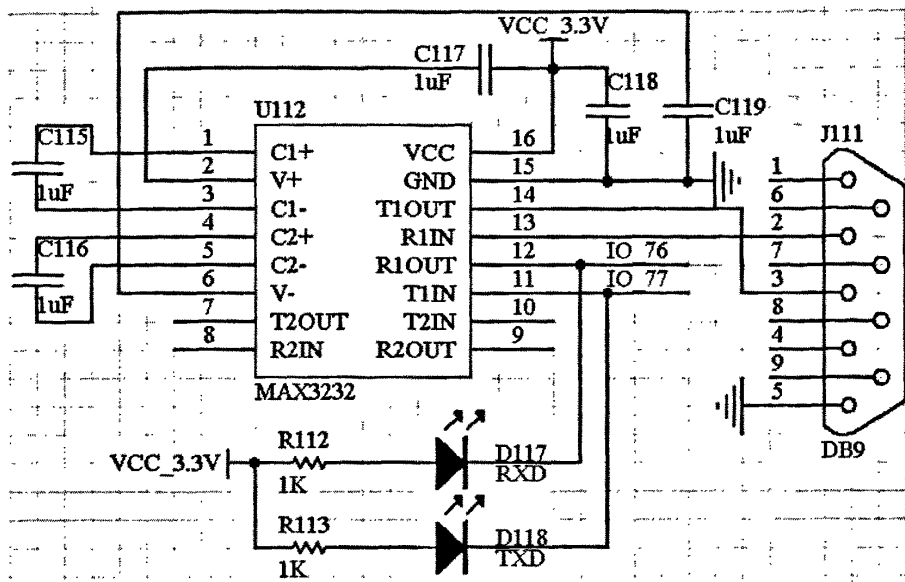 VCC_3.3V
C117
1uF
C118
1uF
C119
1uF
U112
C115
1uF
C116
1uF
1
2
3
4
5
6
7
8
C1+
V+
C1-
C2+
C2-
V-
T2OUT
R2IN
VCC
GND
T1OUT
R1IN
R1OUT
T1IN
T2IN
R2OUT
16
15
14
13
12
11
10
9
MAX3232
IO_76
IO_77
J111
1
6
2
7
3
8
4
9
5
DB9
VCC_3.3V
R112
1K
D117
RXD
R113
1K
D118
TXD